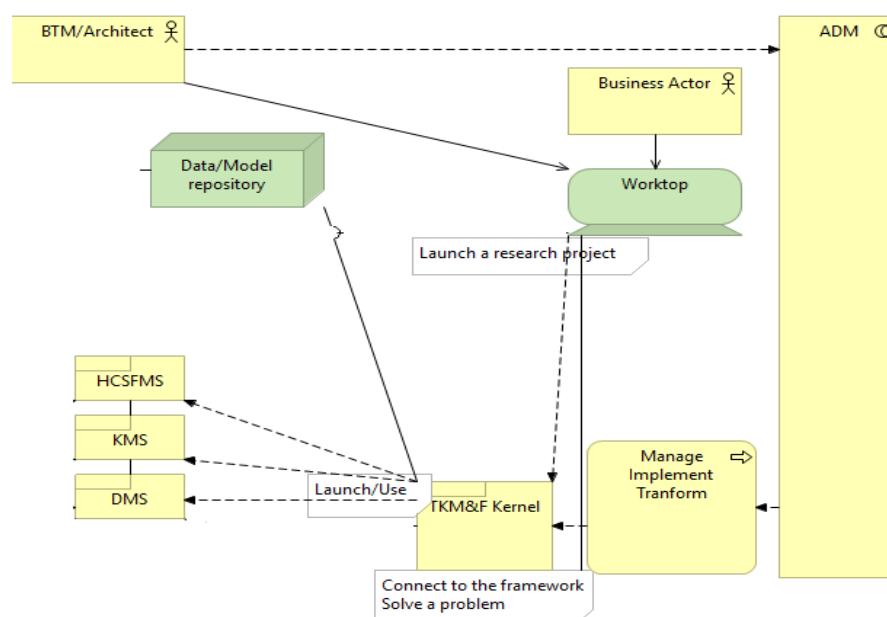 BTM/Architect
ADM
Business Actor
Data/Model
repository
Worktop
Launch a research project
HCSFMS
KMS
DMS
Launch/Use
TKM&F Kernel
Manage
Implement
Tranform
Connect to the framework
Solve a problem